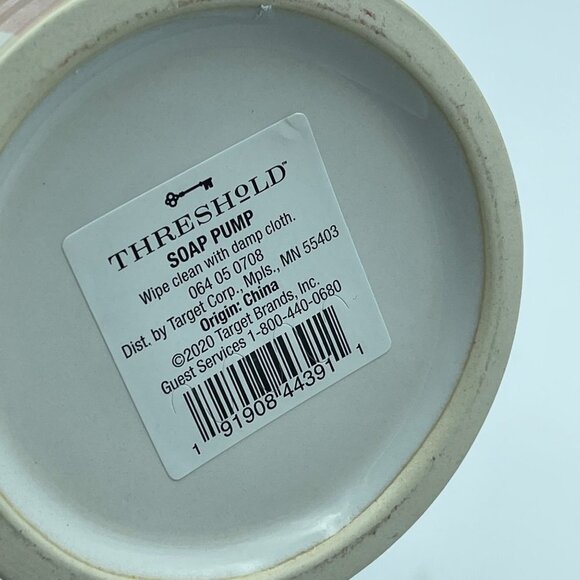 THRESHOLD™
SOAP PUMP
Wipe clean with damp cloth.
064 05 0708
Dist. by Target Corp., Mpls., MN 55403
Origin: China
©2020 Target Brands, Inc.
Guest Services 1-800-440-0680
1 91908 44391 1